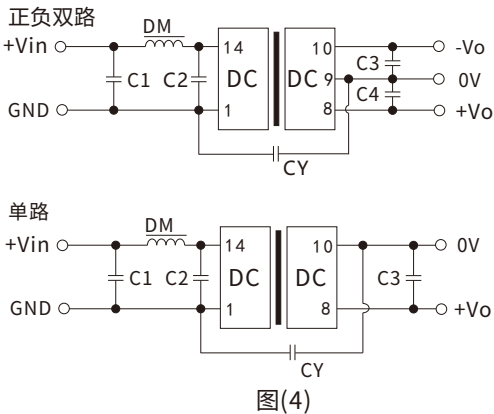 正负双路
DM
+Vin 14 10 -Vo
C1 C2 DC DC 9 C3 0V
C4
GND 1 8 +Vo
CY
单路
DM
+Vin 14 10 0V
C1 C2 DC DC C3
GND 1 8 +Vo
CY
图(4)